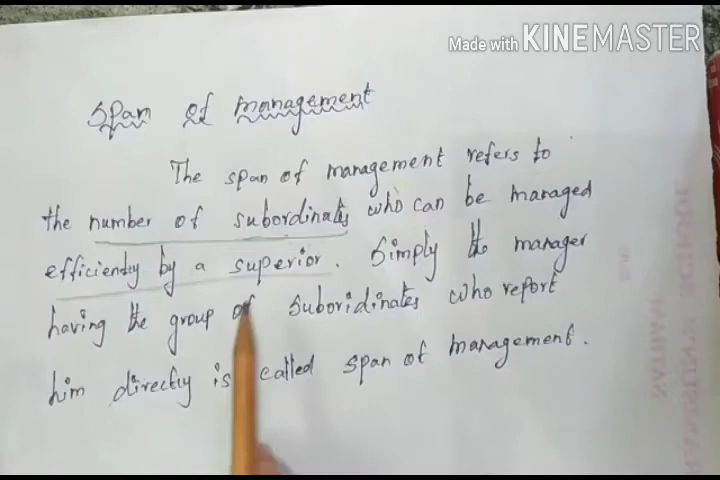 Made with KINEMASTER
Span of management
The span of management refers to
the number of subordinates who can be managed
efficiently by a superior. Simply the manager
having the group of suboridinates who report
him directly is called span of management.